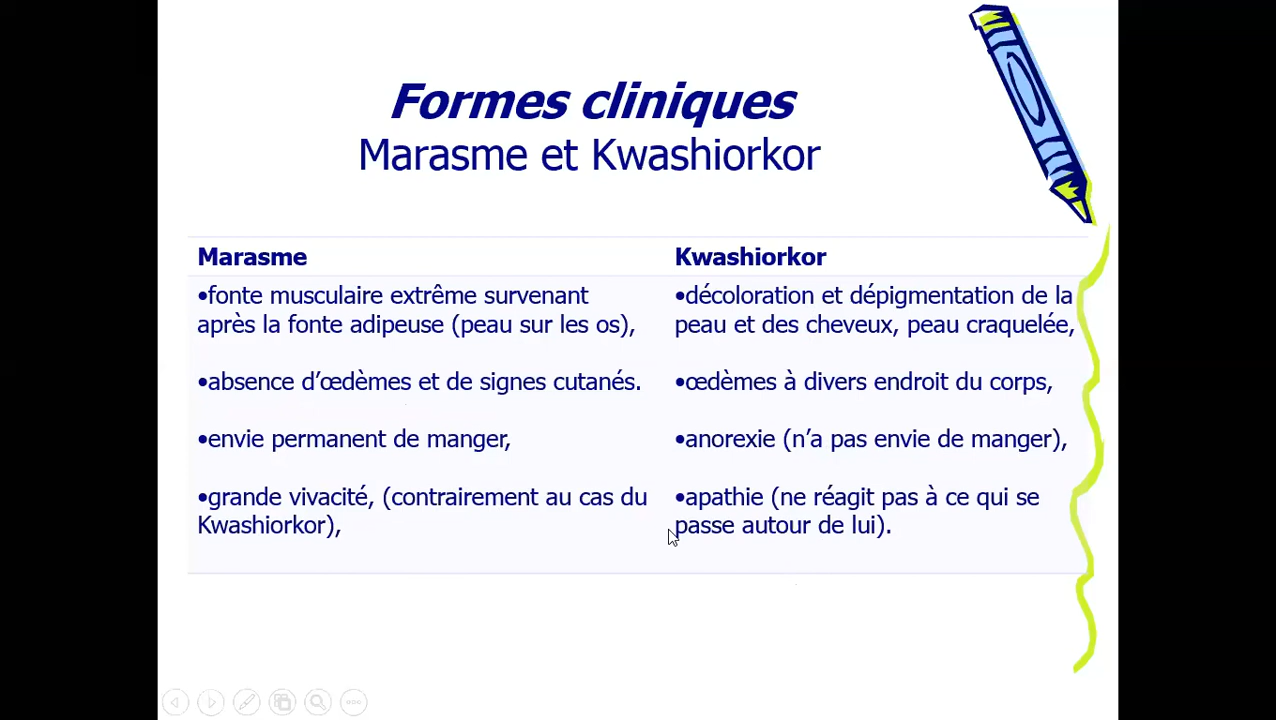 Formes cliniques
Marasme et Kwashiorkor
Marasme
•fonte musculaire extrême survenant
après la fonte adipeuse (peau sur les os),
•absence d’œdèmes et de signes cutanés.
•envie permanent de manger,
•grande vivacité, (contrairement au cas du
Kwashiorkor),
Kwashiorkor
•décoloration et dépigmentation de la
peau et des cheveux, peau craquelée,
•œdèmes à divers endroit du corps,
•anorexie (n’a pas envie de manger),
•apathie (ne réagit pas à ce qui se
passe autour de lui).